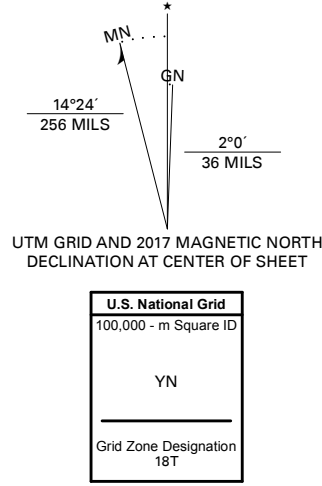 ★
MN
GN
14°24´
256 MILS
2°0´
36 MILS
UTM GRID AND 2017 MAGNETIC NORTH
DECLINATION AT CENTER OF SHEET
U.S. National Grid
100,000 - m Square ID
YN
Grid Zone Designation
18T